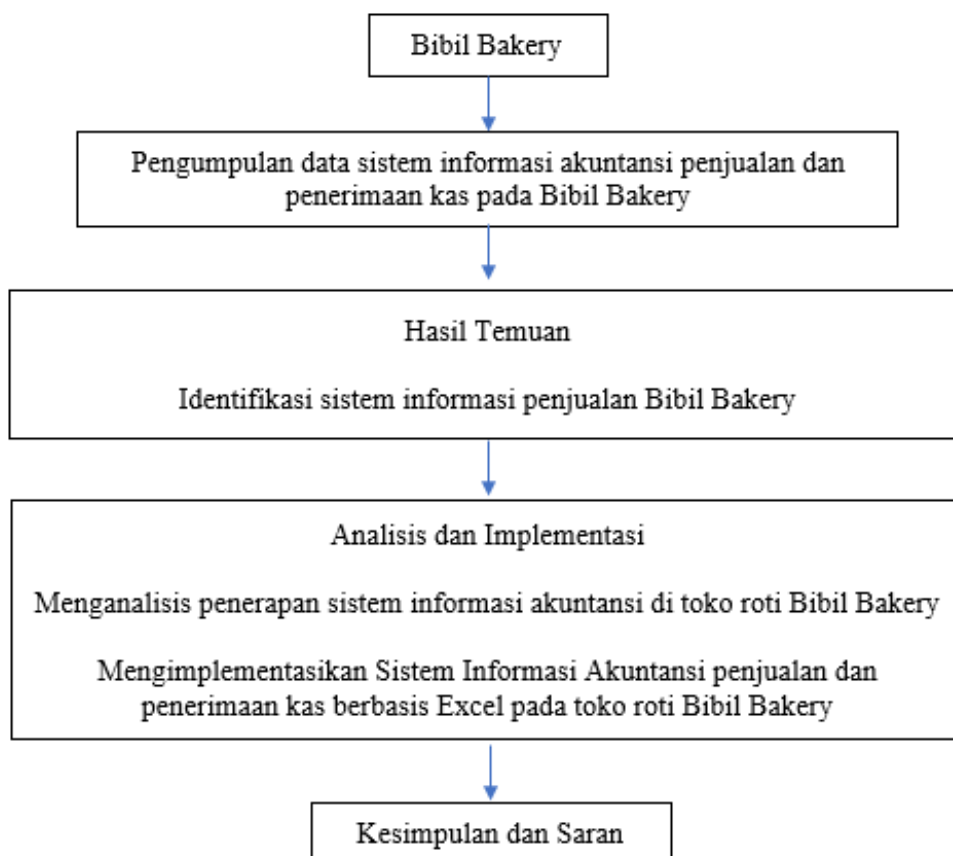 Bibil Bakery
Pengumpulan data sistem informasi akuntansi penjualan dan
penerimaan kas pada Bibil Bakery
Hasil Temuan
Identifikasi sistem informasi penjualan Bibil Bakery
Analisis dan Implementasi
Menganalisis penerapan sistem informasi akuntansi di toko roti Bibil Bakery
Mengimplementasikan Sistem Informasi Akuntansi penjualan dan
penerimaan kas berbasis Excel pada toko roti Bibil Bakery
Kesimpulan dan Saran